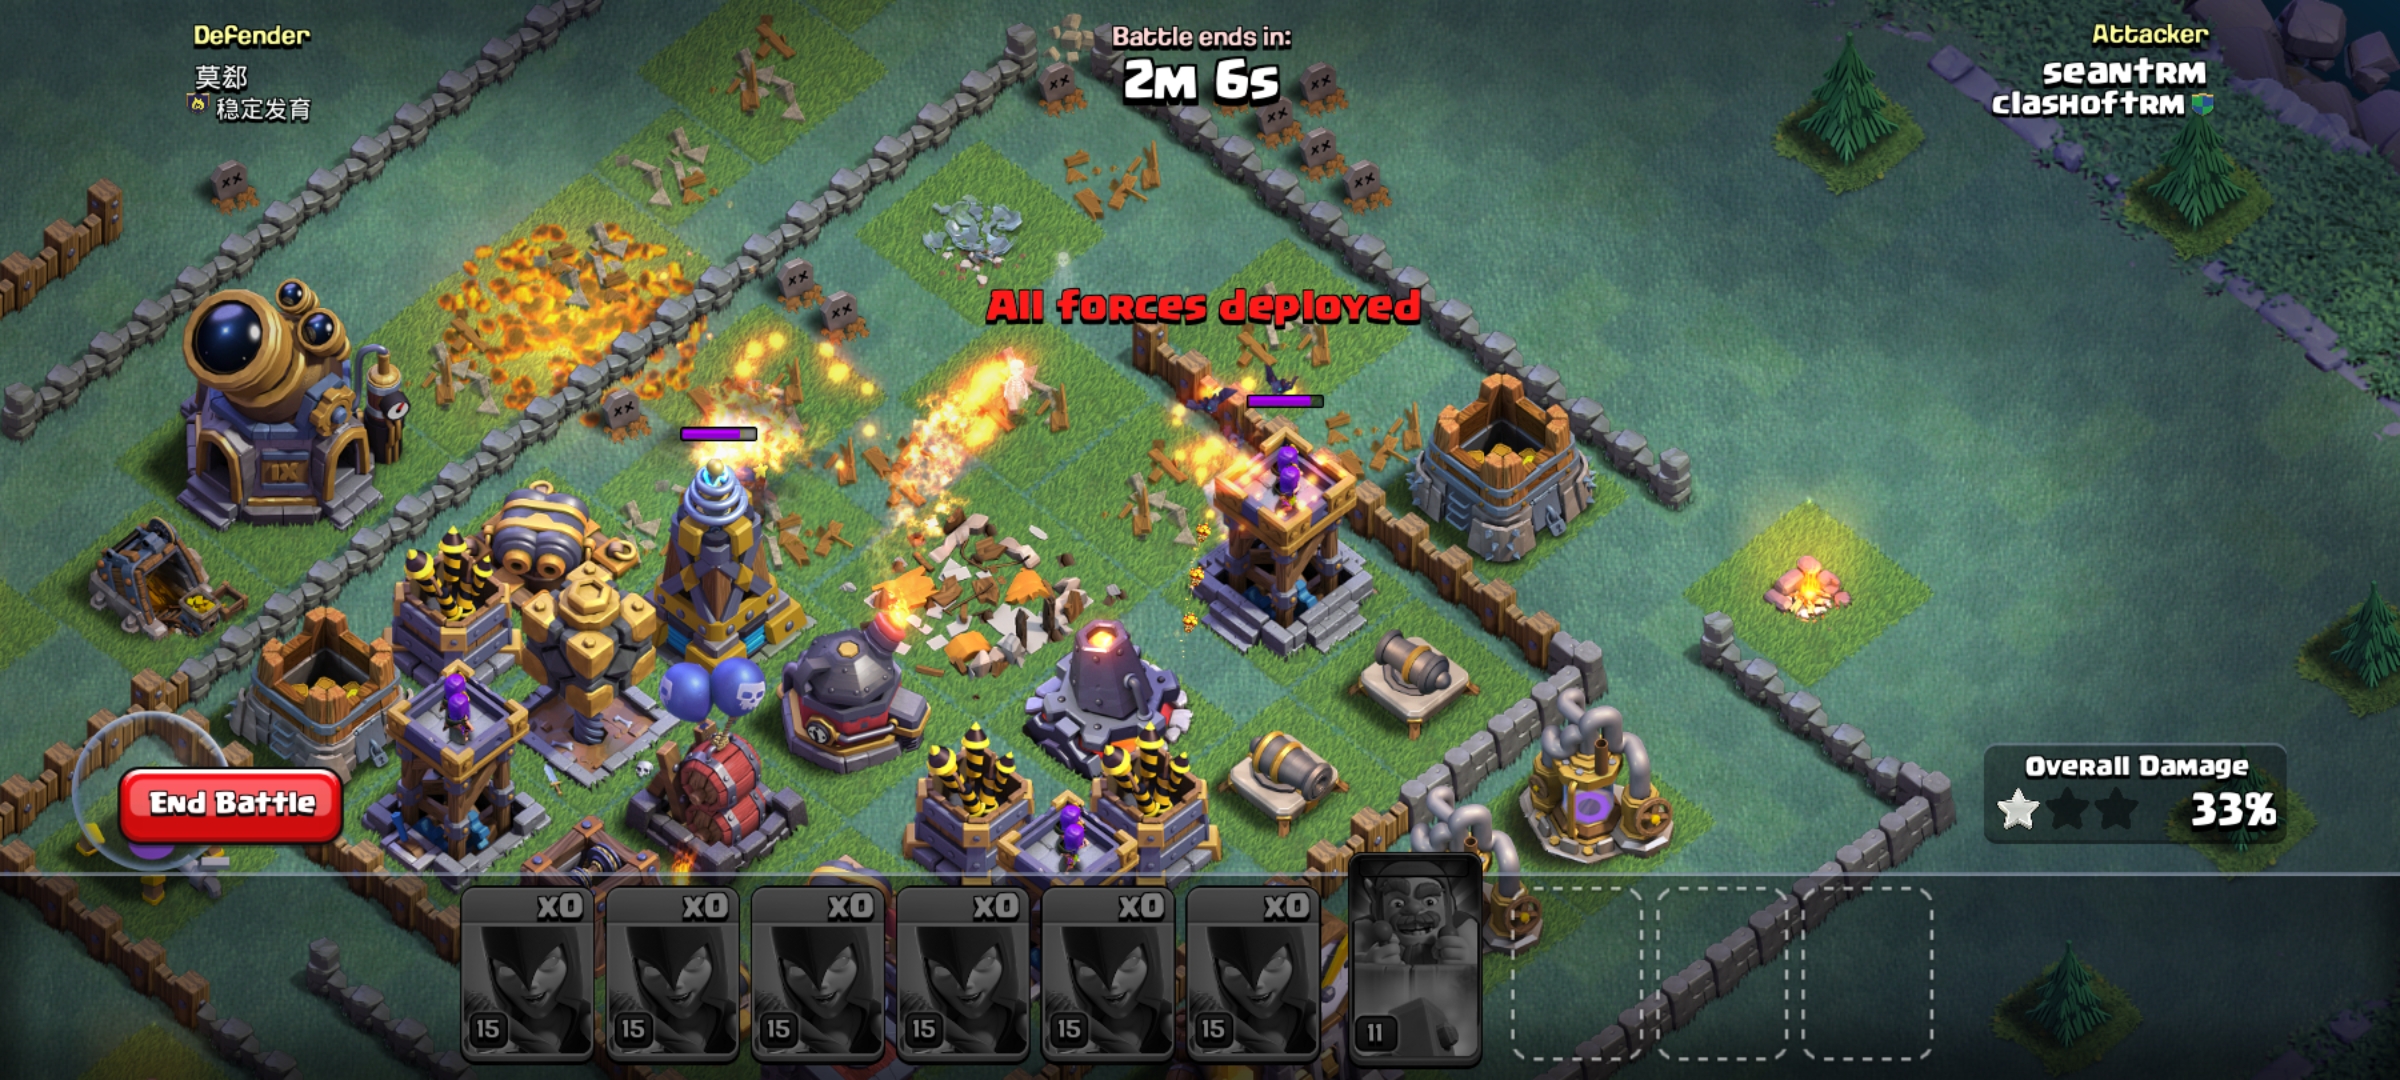 Defender
莫郄
稳定发育
Battle ends in:
2M 6s
Attacker
seantRM
clashoftRM
All forces deployed
IX
End Battle
Overall Damage
33%
x0
x0
x0
x0
x0
x0
15
15
15
15
15
15
11